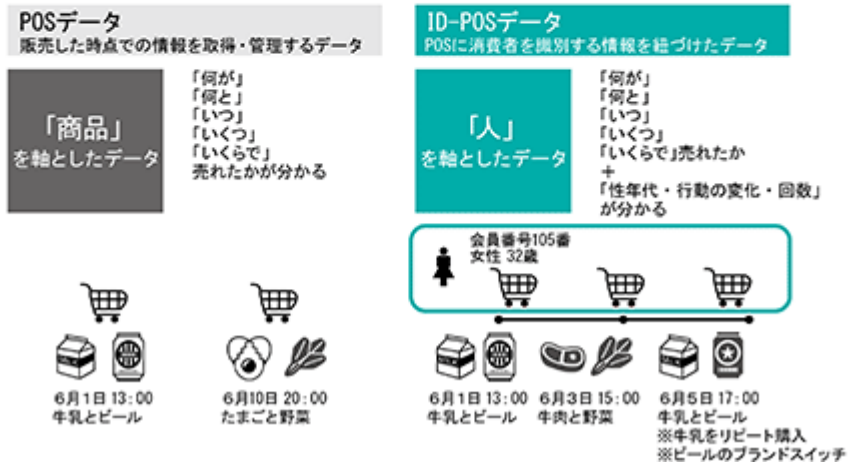 POSデータ
販売した時点での情報を取得・管理するデータ
「商品」
を軸としたデータ
「何が」
「何と」
「いつ」
「いくつ」
「いくらで」
売れたかが分かる
6月1日 13:00
牛乳とビール
6月10日 20:00
たまごと野菜
ID-POSデータ
POSに消費者を識別する情報を紐づけたデータ
「人」
を軸としたデータ
「何が」
「何と」
「いつ」
「いくつ」
「いくらで」売れたか
+
「性年代・行動の変化・回数」
が分かる
会員番号105番
女性 32歳
6月1日 13:00
牛乳とビール
6月3日 15:00
牛肉と野菜
6月5日 17:00
牛乳とビール
※牛乳をリピート購入
※ビールのブランドスイッチ